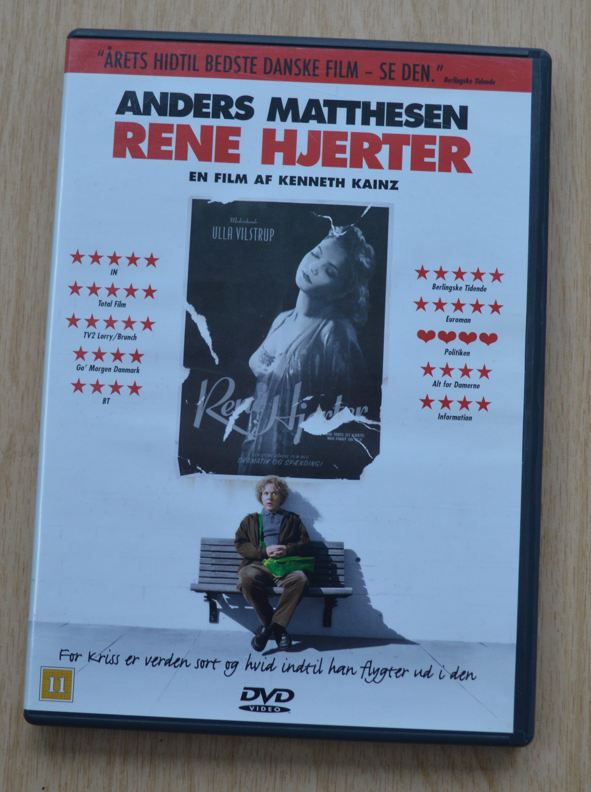 "ÅRETS HIDTIL BEDSTE DANSKE FILM – SE DEN." Berlingske Tidende
ANDERS MATTHESEN
RENE HJERTER
EN FILM AF KENNETH KAINZ
ULLA VILSTRUP
IN
Total Film
TV2 Lorry/Brunch
Go' Morgen Danmark
BT
Berlingske Tidende
Euroman
Politiken
Alt for Damerne
Information
Rene Hjerter
DRAMATIK OG SPÆNDING!
For Kriss er verden sort og hvid indtil han flygter ud i den
11
DVD
VIDEO